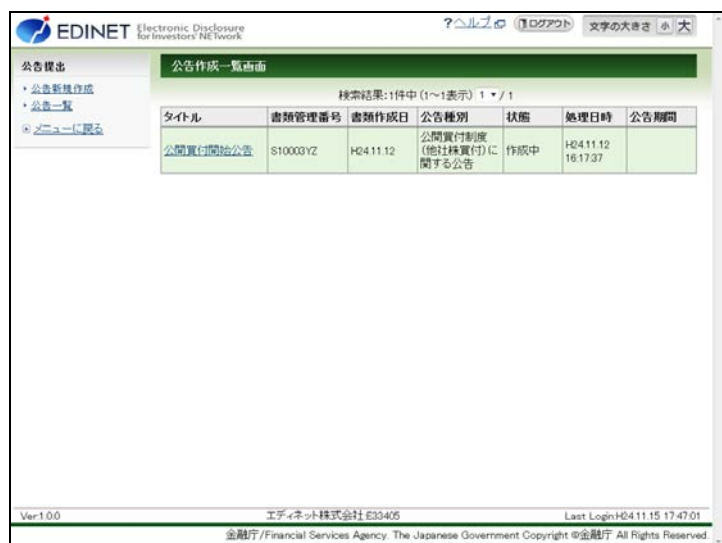 EDINET Electronic Disclosure for Investors' NETwork
?ヘルプ ログアウト 文字の大きさ 小 大
公告提出
・公告新規作成
・公告一覧
メニューに戻る
公告作成一覧画面
検索結果:1件中(1～1表示) 1 ▼ / 1
タイトル 書類管理番号 書類作成日 公告種別 状態 処理日時 公告期間
公開買付開始公告 S10003YZ H24.11.12 公開買付制度(他社株買付)に関する公告 作成中 H24.11.12 16:17:37
Ver1.0.0 エディネット株式会社:E33405 Last Login:H24.11.15 17:47:01
金融庁/Financial Services Agency. The Japanese Government Copyright ©金融庁 All Rights Reserved.